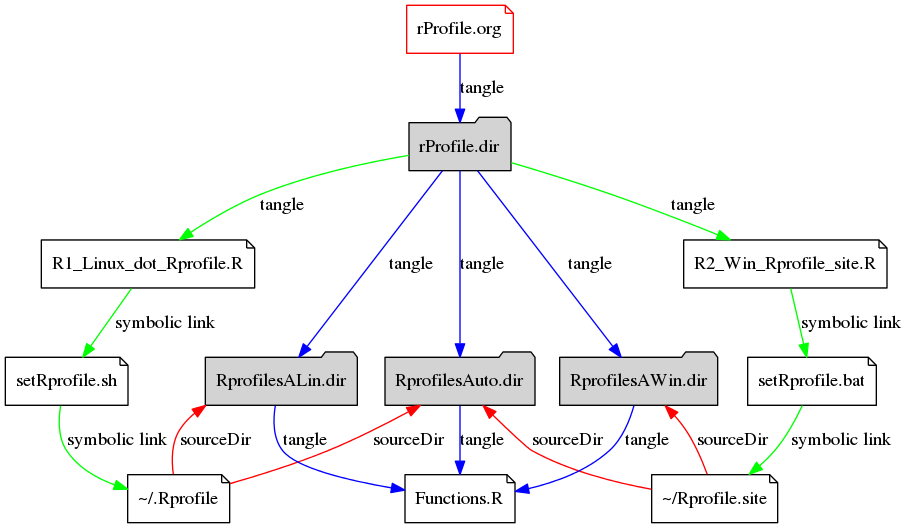 rProfile.org
tangle
rProfile.dir
tangle
tangle
R1_Linux_dot_Rprofile.R
tangle
tangle
tangle
R2_Win_Rprofile_site.R
symbolic link
symbolic link
setRprofile.sh
RprofilesALin.dir
RprofilesAuto.dir
RprofilesAWin.dir
setRprofile.bat
symbolic link
sourceDir
tangle
sourceDir
tangle
sourceDir
tangle
sourceDir
symbolic link
~/.Rprofile
Functions.R
~/Rprofile.site